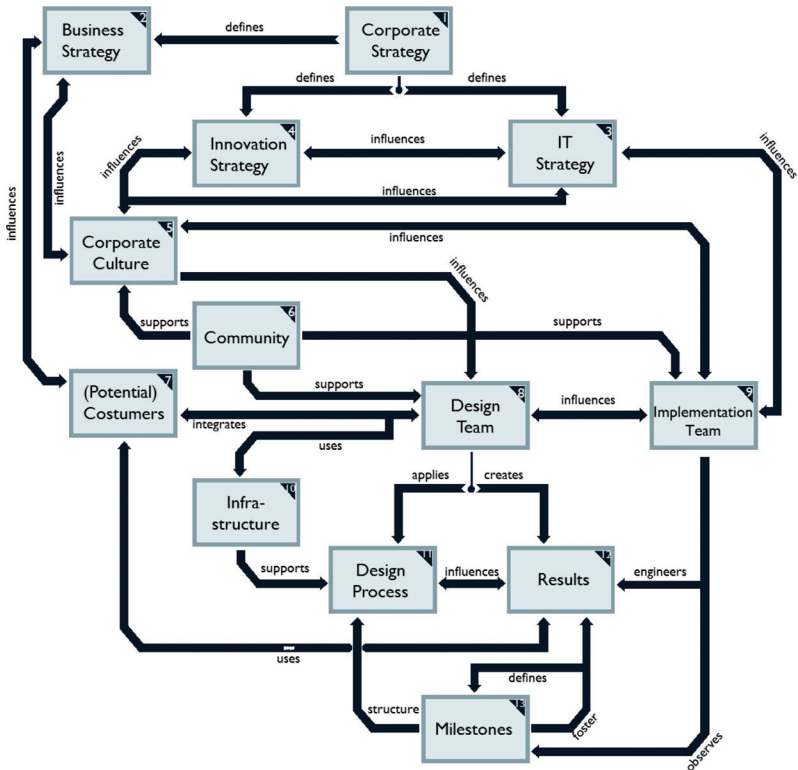 2
Business
Strategy
defines
1
Corporate
Strategy
defines
defines
4
Innovation
Strategy
influences
3
IT
Strategy
influences
influences
influences
influences
influences
5
Corporate
Culture
influences
influences
supports
6
Community
supports
7
(Potential)
Costumers
supports
8
Design
Team
influences
9
Implementation
Team
integrates
uses
applies
creates
10
Infra-
structure
supports
11
Design
Process
influences
12
Results
engineers
uses
defines
structure
13
Milestones
foster
observes